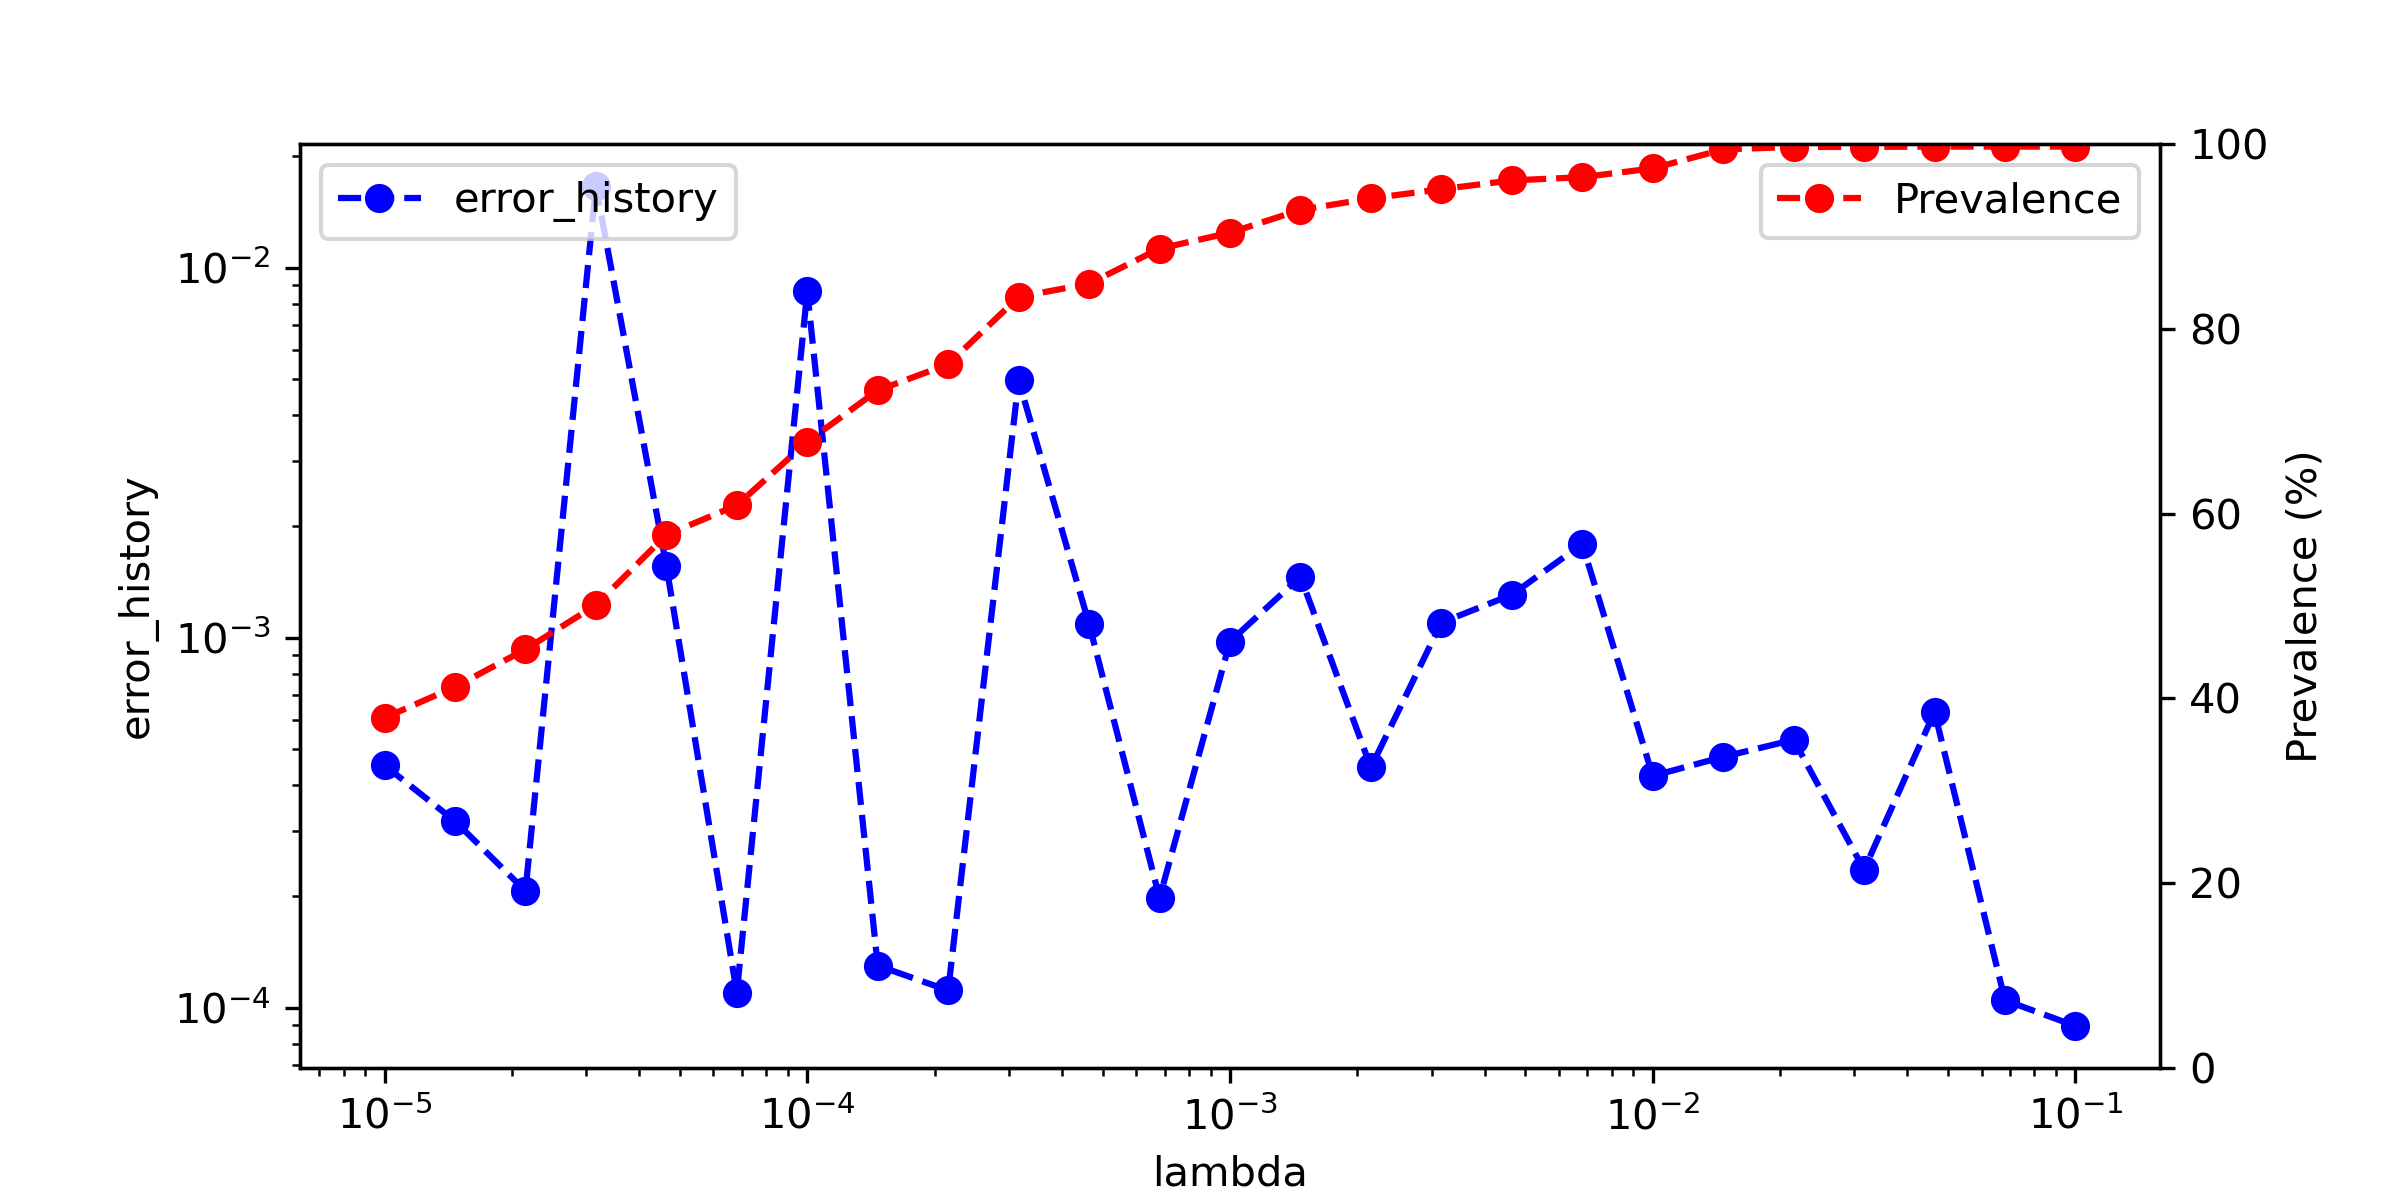 error_history
Prevalence
10⁻²
10⁻³
10⁻⁴
error_history
100
80
60
40
20
0
Prevalence (%)
10⁻⁵
10⁻⁴
10⁻³
10⁻²
10⁻¹
lambda